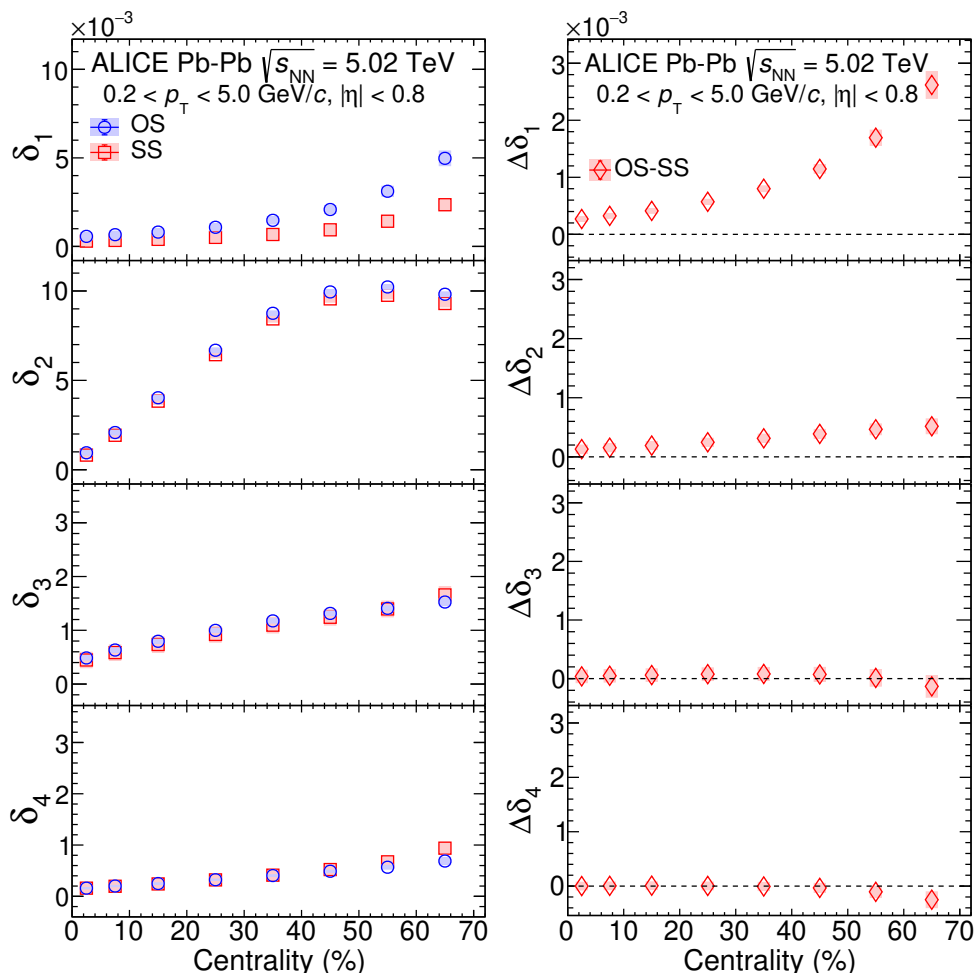 ×10⁻³
ALICE Pb-Pb √sNN = 5.02 TeV
0.2 < pT < 5.0 GeV/c, |η| < 0.8
OS
SS
δ1
10
5
0
δ2
10
5
0
δ3
3
2
1
0
δ4
3
2
1
0
0 10 20 30 40 50 60 70
Centrality (%)
×10⁻³
ALICE Pb-Pb √sNN = 5.02 TeV
0.2 < pT < 5.0 GeV/c, |η| < 0.8
OS-SS
Δδ1
3
2
1
0
Δδ2
3
2
1
0
Δδ3
3
2
1
0
Δδ4
3
2
1
0
0 10 20 30 40 50 60 70
Centrality (%)